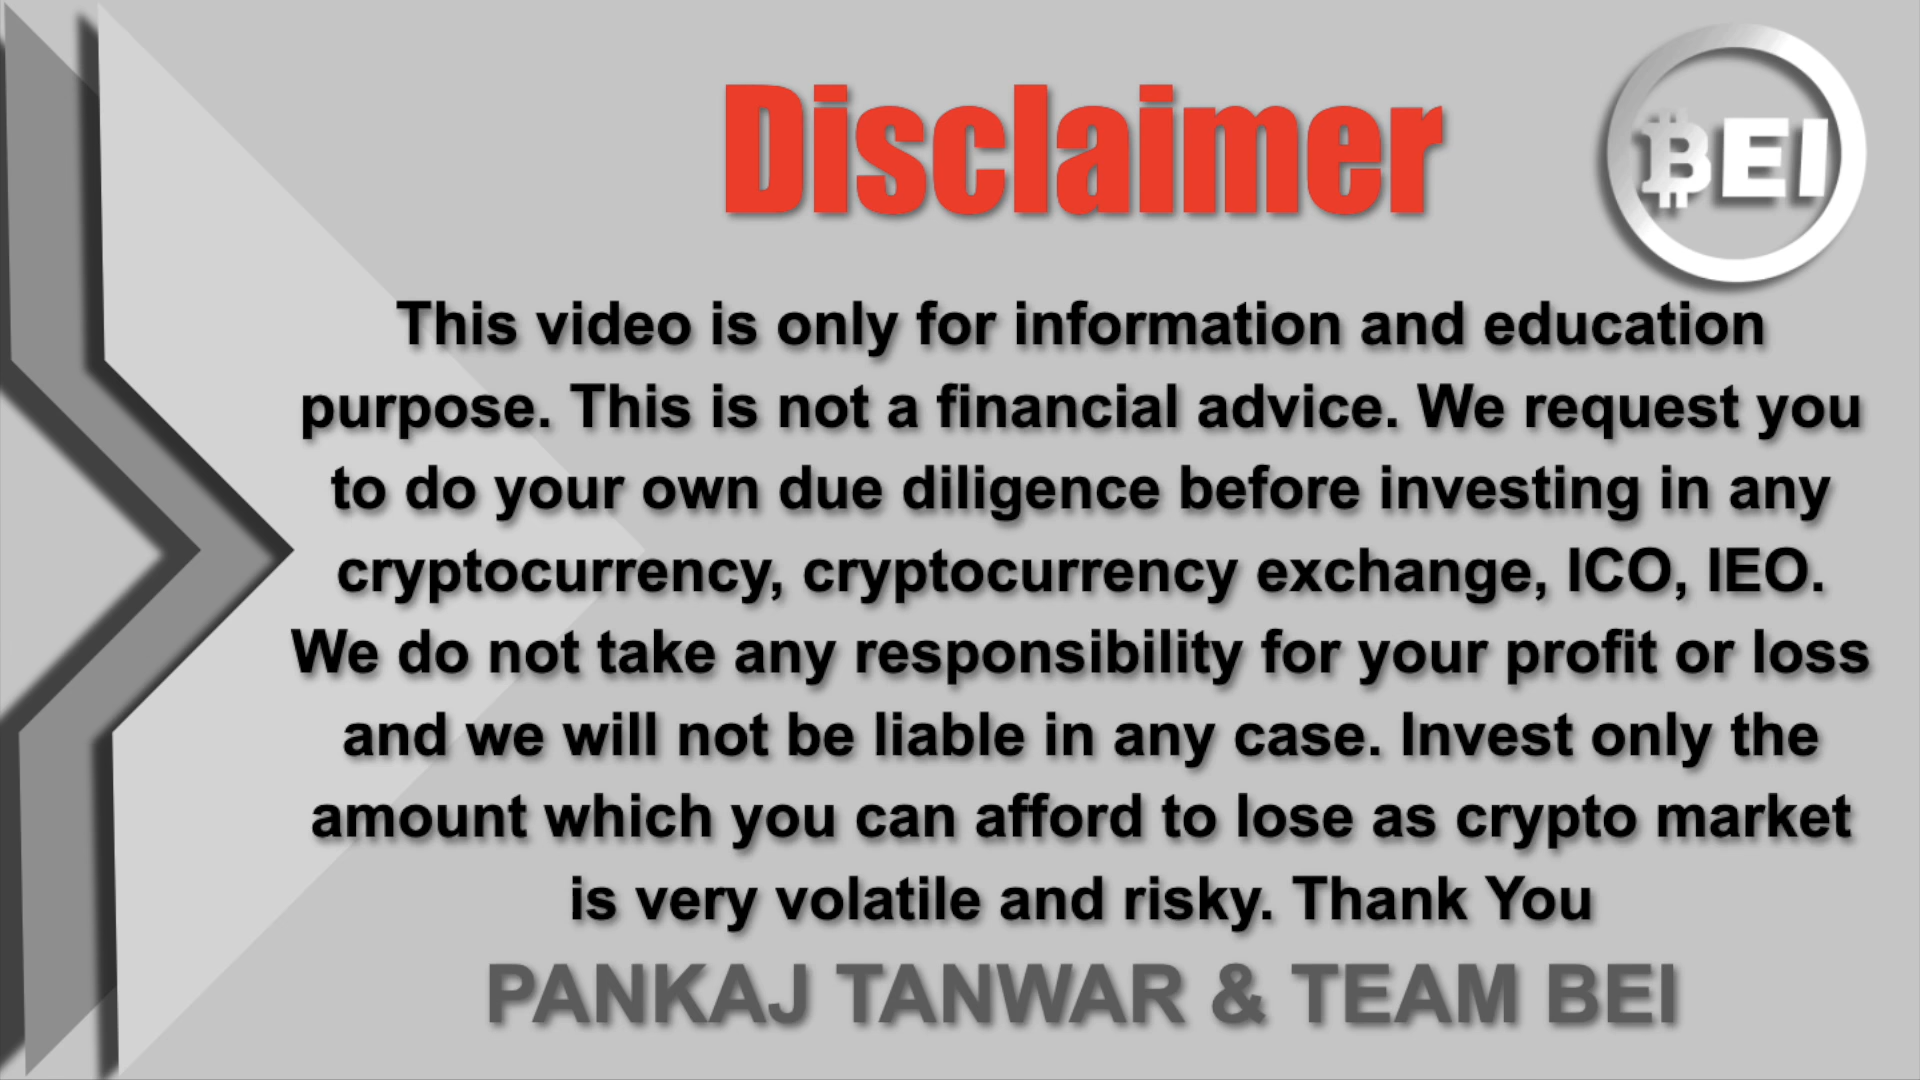 Disclaimer
BEI
This video is only for information and education
purpose. This is not a financial advice. We request you
to do your own due diligence before investing in any
cryptocurrency, cryptocurrency exchange, ICO, IEO.
We do not take any responsibility for your profit or loss
and we will not be liable in any case. Invest only the
amount which you can afford to lose as crypto market
is very volatile and risky. Thank You
PANKAJ TANWAR & TEAM BEI